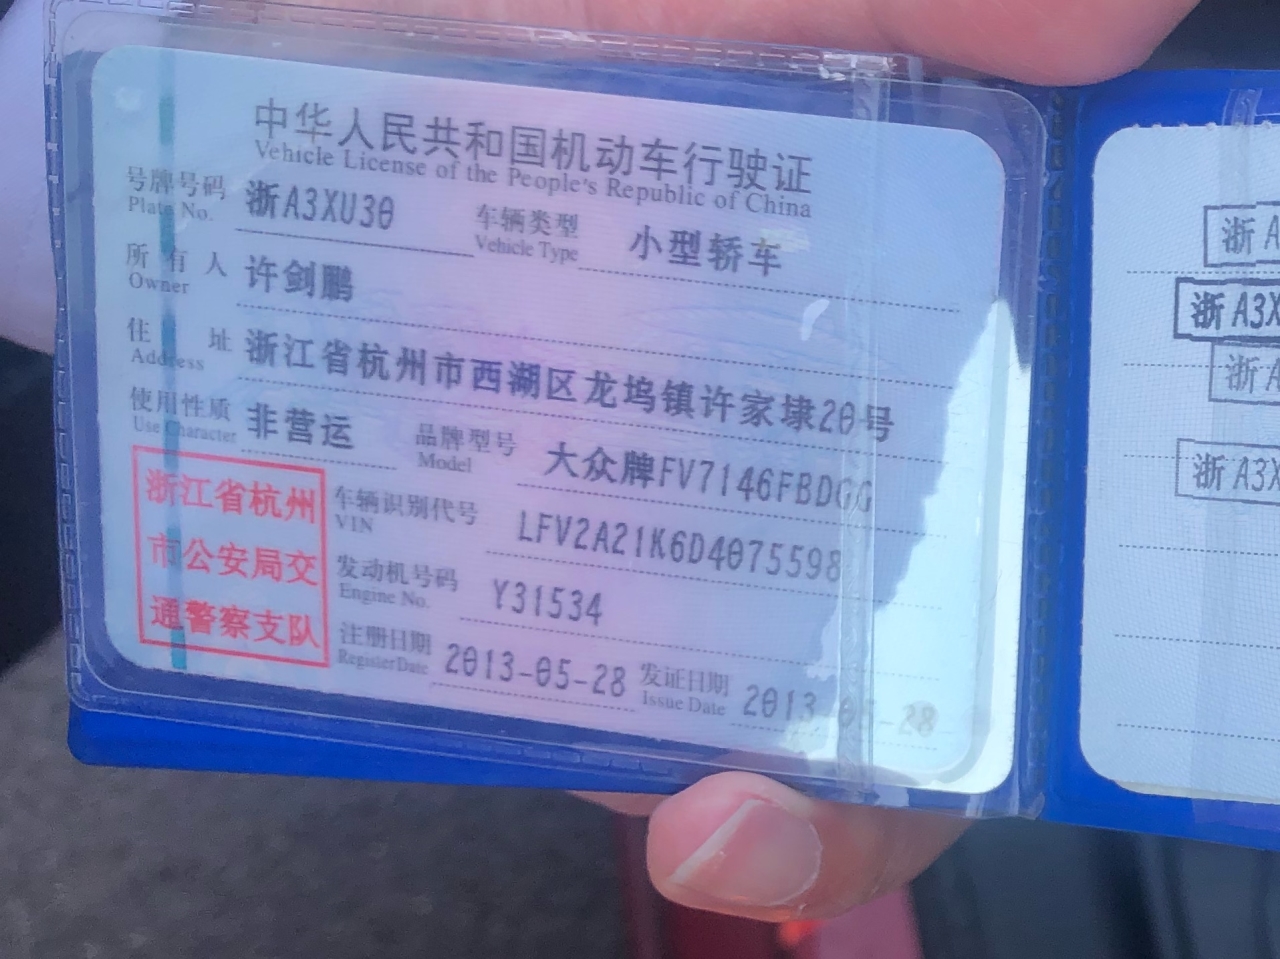 中华人民共和国机动车行驶证
Vehicle License of the People's Republic of China
号牌号码 浙A3XU30 车辆类型 小型轿车
Plate No. Vehicle Type
所有人 许剑鹏
Owner
住址 浙江省杭州市西湖区龙坞镇许家埭20号
Address
使用性质 非营运 品牌型号 大众牌FV7146FBDGG
Use Character Model
浙江省杭州
市公安局交
通警察支队
车辆识别代号 LFV2A21K6D4075598
VIN
发动机号码 Y31534
Engine No.
注册日期 2013-05-28 发证日期 2013-05-28
Register Date Issue Date
浙A
浙A3X
浙A
浙A3X